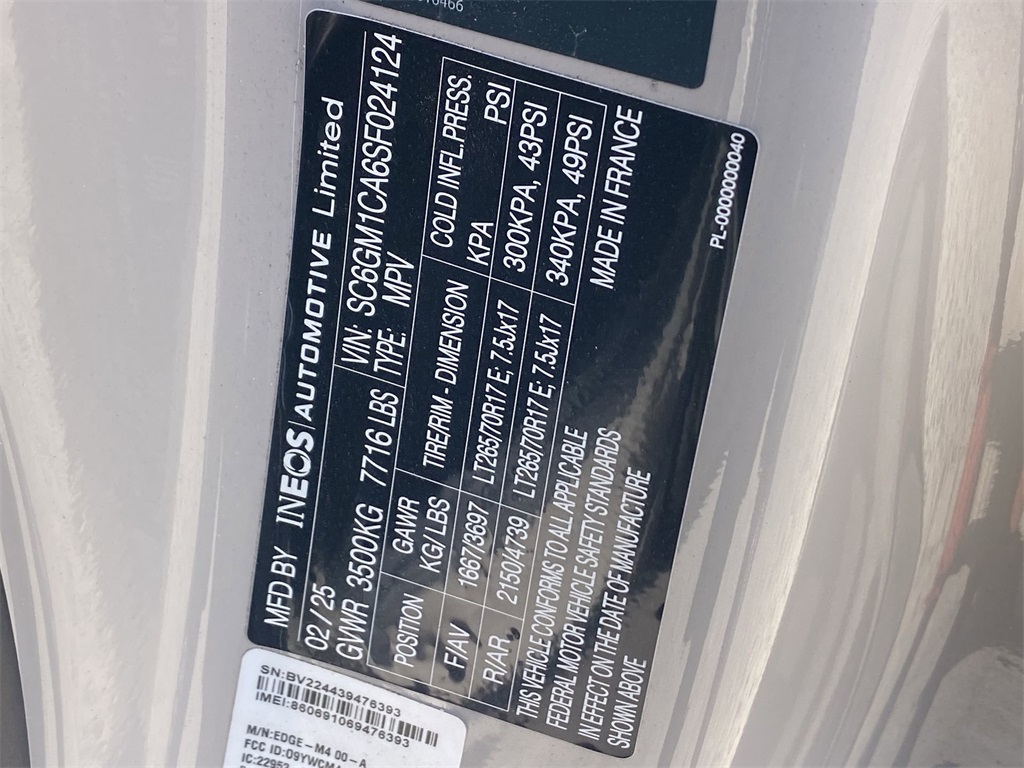 MFD BY INEOS | AUTOMOTIVE Limited
02/25 VIN: SC6GM1CA6SF024124
GVWR 3500KG 7716 LBS TYPE: MPV
POSITION GAWR KG/LBS TIRE/RIM - DIMENSION COLD INFL.PRESS. KPA PSI
F/AV 1667/3697 LT265/70R17 E; 7.5Jx17 300KPA, 43PSI
R/AR 2150/4739 LT265/70R17 E; 7.5Jx17 340KPA, 49PSI
THIS VEHICLE CONFORMS TO ALL APPLICABLE MADE IN FRANCE
FEDERAL MOTOR VEHICLE SAFETY STANDARDS
IN EFFECT ON THE DATE OF MANUFACTURE
SHOWN ABOVE
PL-0000000040
SN:BV224439476393
IMEI:860691069476393
M/N:EDGE-M4 00-A